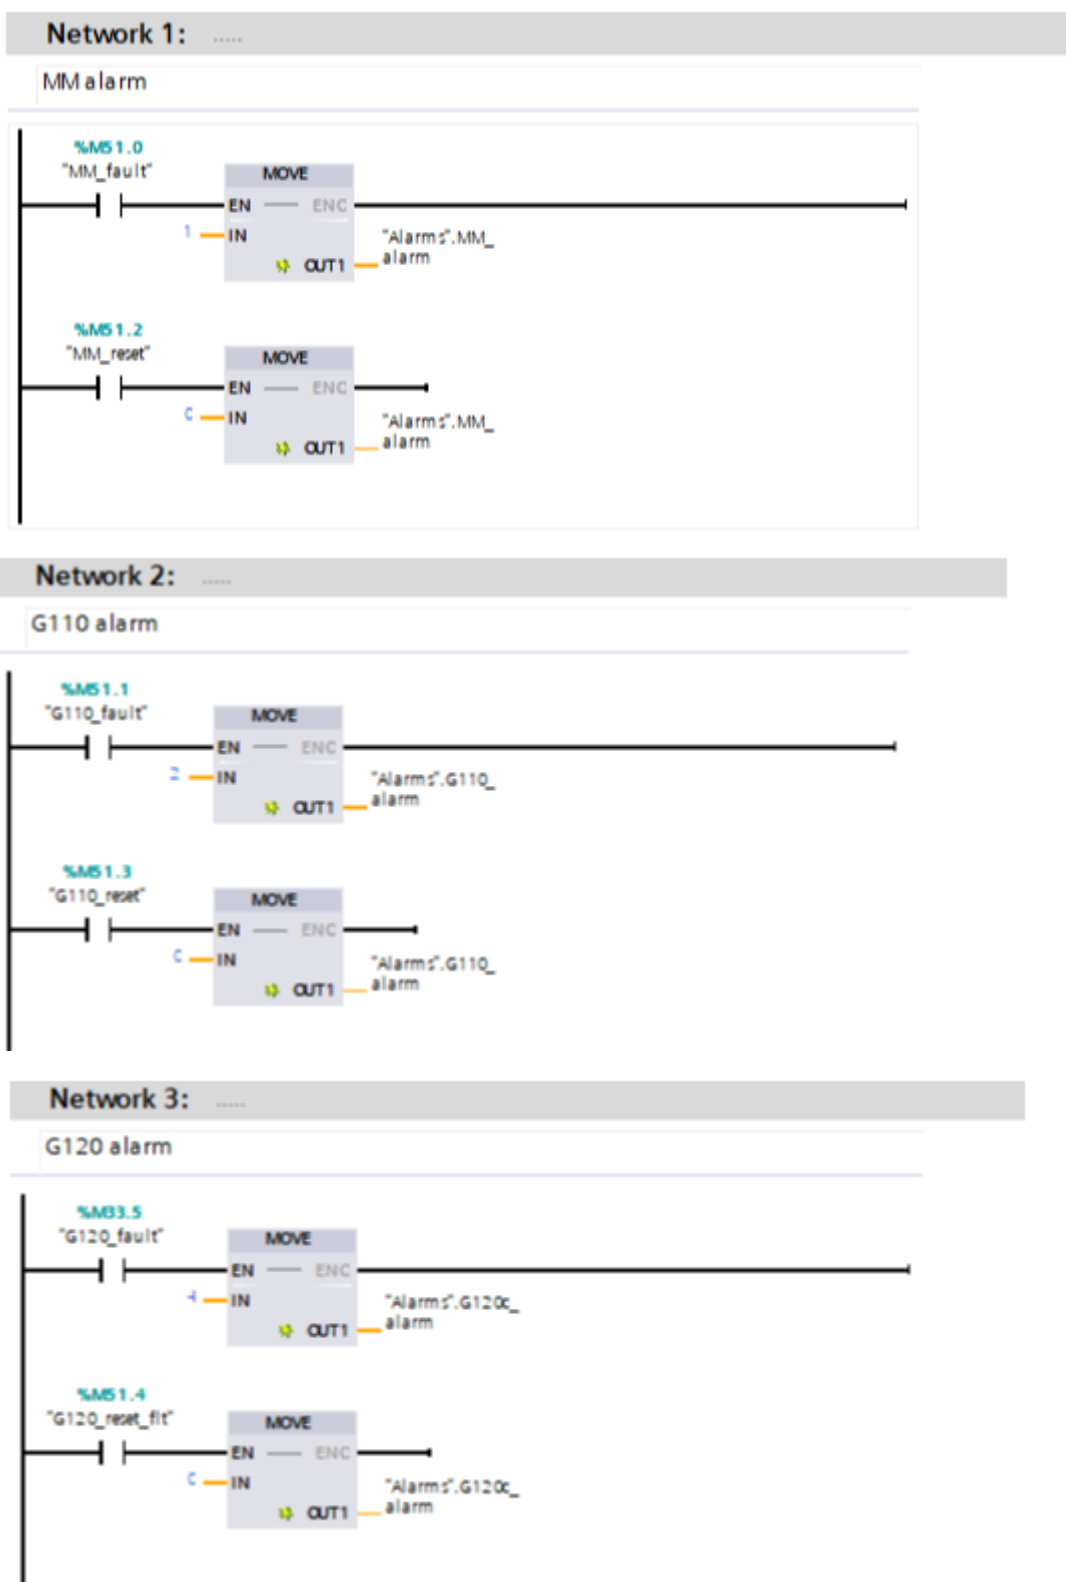 Network 1: .....
MM alarm
%M51.0
"MM_fault"
MOVE
EN ENO
1 IN
"Alarms".MM_
alarm
OUT1
%M51.2
"MM_reset"
MOVE
EN ENO
0 IN
"Alarms".MM_
alarm
OUT1
Network 2: .....
G110 alarm
%M51.1
"G110_fault"
MOVE
EN ENO
2 IN
"Alarms".G110_
alarm
OUT1
%M51.3
"G110_reset"
MOVE
EN ENO
0 IN
"Alarms".G110_
alarm
OUT1
Network 3: .....
G120 alarm
%M33.5
"G120_fault"
MOVE
EN ENO
4 IN
"Alarms".G120c_
alarm
OUT1
%M51.4
"G120_reset_flt"
MOVE
EN ENO
0 IN
"Alarms".G120c_
alarm
OUT1